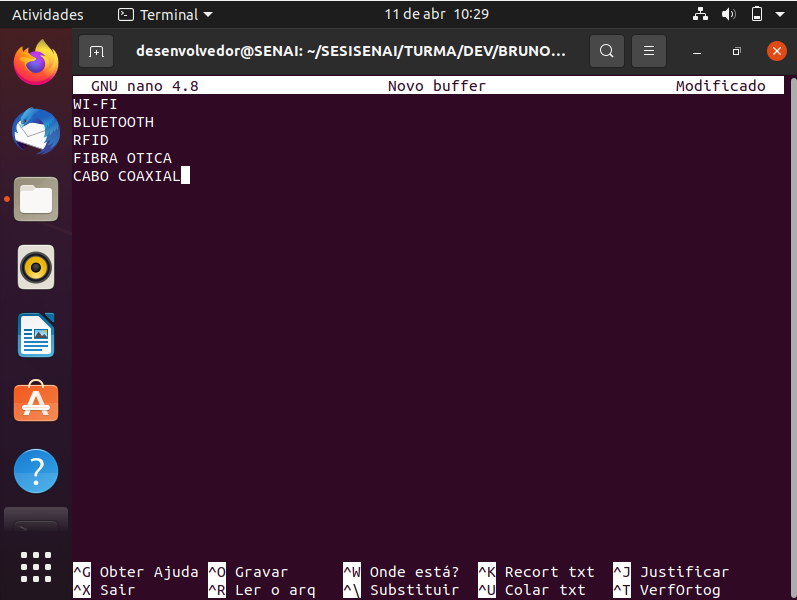 Atividades Terminal 11 de abr 10:29
desenvolvedor@SENAI: ~/SESISENAI/TURMA/DEV/BRUNO...
GNU nano 4.8 Novo buffer Modificado
WI-FI
BLUETOOTH
RFID
FIBRA OTICA
CABO COAXIAL
^G Obter Ajuda ^O Gravar ^W Onde está? ^K Recort txt ^J Justificar
^X Sair ^R Ler o arq ^\ Substituir ^U Colar txt ^T VerfOrtog